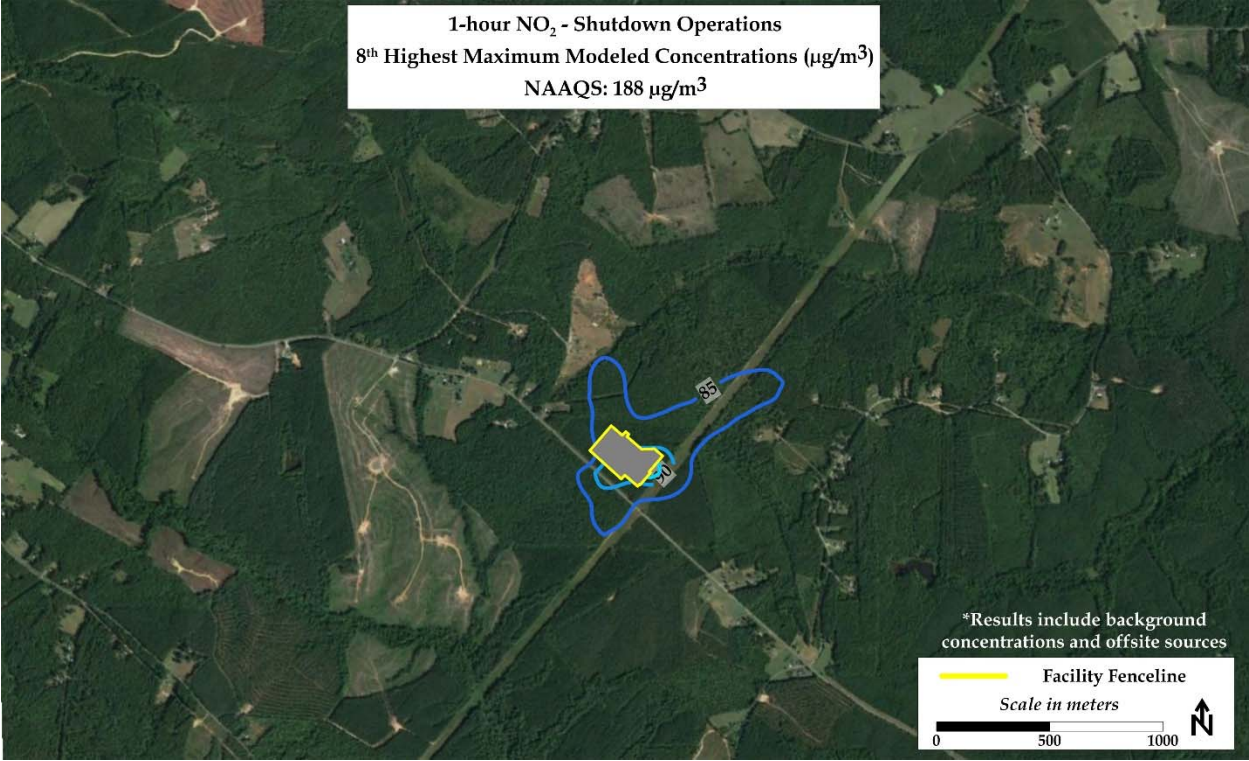 1-hour NO₂ - Shutdown Operations
8th Highest Maximum Modeled Concentrations (µg/m³)
NAAQS: 188 µg/m³
85
90
*Results include background
concentrations and offsite sources
Facility Fenceline
Scale in meters
N
0 500 1000